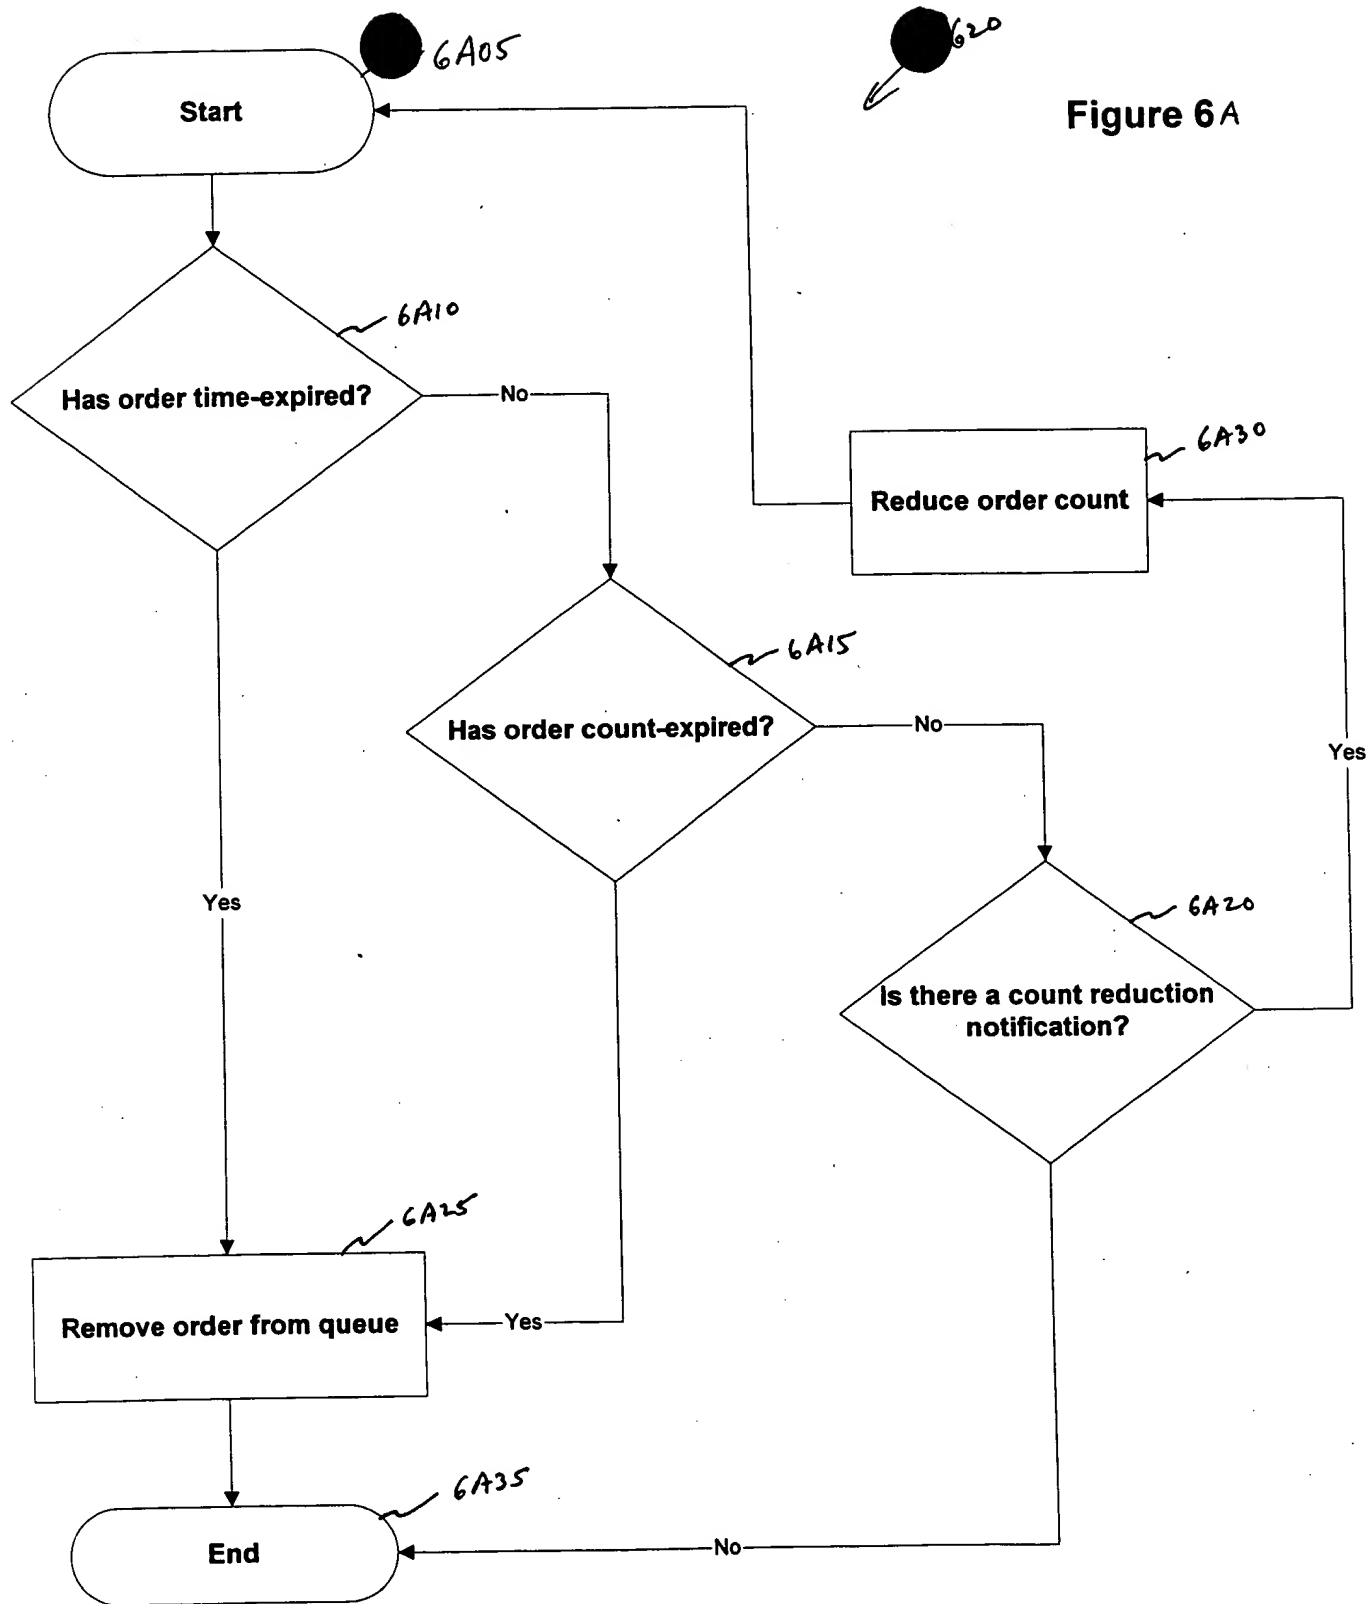 6A05
620
Start
Figure 6A
6A10
Has order time-expired?
No
6A30
Reduce order count
6A15
Has order count-expired?
No
Yes
Yes
6A20
Is there a count reduction
notification?
6A25
Remove order from queue
Yes
6A35
End
No